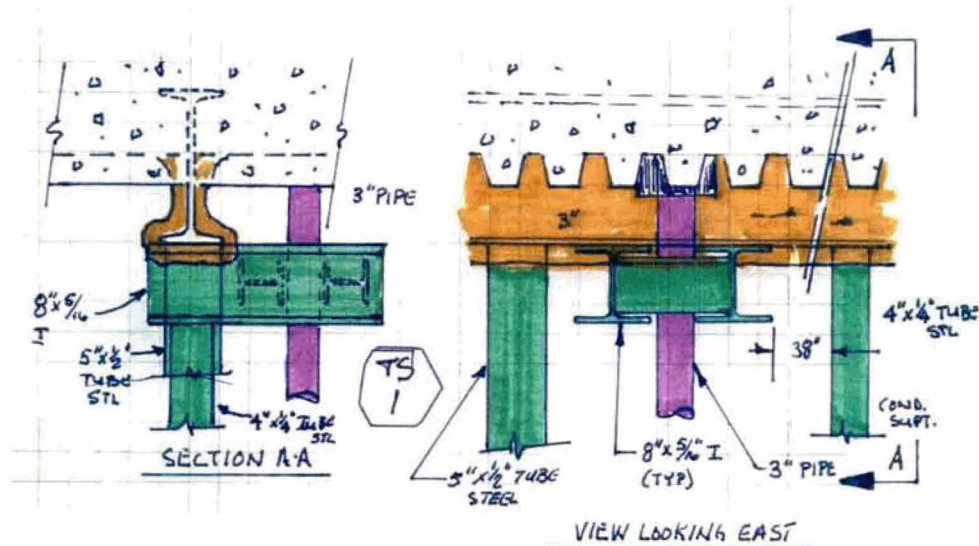 3" PIPE
8" x 5/16
I
5" x 1/2"
TUBE
STL
4" x 1/4" TUBE
STL
SECTION A-A
TS
1
A
3"
4" x 1/4" TUBE
STL
38"
COND.
SUPT.
8" x 5/16" I
(TYP)
3" PIPE
A
5" x 1/2" TUBE
STEEL
VIEW LOOKING EAST